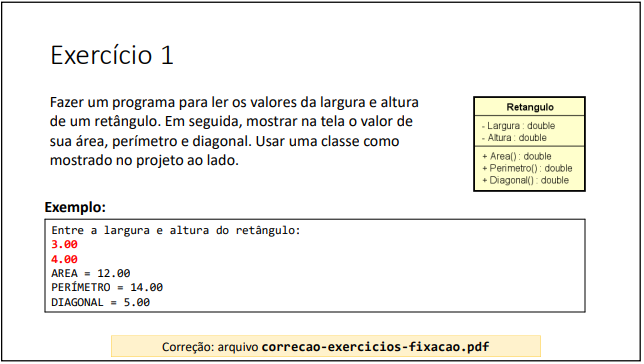 Exercício 1
Fazer um programa para ler os valores da largura e altura
de um retângulo. Em seguida, mostrar na tela o valor de
sua área, perímetro e diagonal. Usar uma classe como
mostrado no projeto ao lado.
Retangulo
- Largura : double
- Altura : double
+ Area() : double
+ Perimetro() : double
+ Diagonal() : double
Exemplo:
Entre a largura e altura do retângulo:
3.00
4.00
AREA = 12.00
PERÍMETRO = 14.00
DIAGONAL = 5.00
Correção: arquivo correcao-exercicios-fixacao.pdf